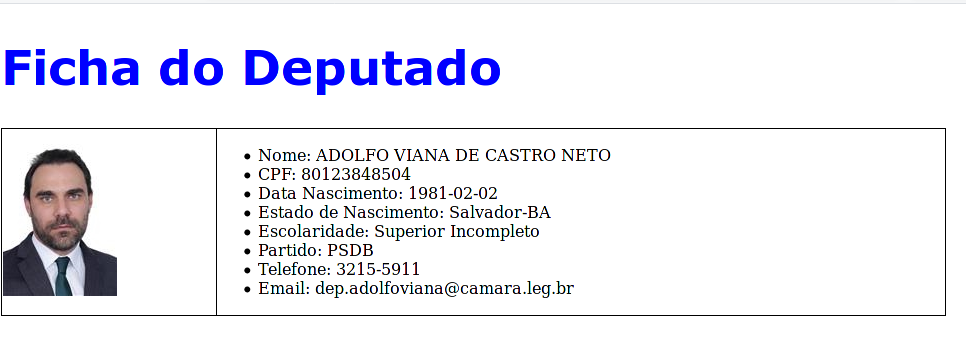 Ficha do Deputado
Nome: ADOLFO VIANA DE CASTRO NETO
CPF: 80123848504
Data Nascimento: 1981-02-02
Estado de Nascimento: Salvador-BA
Escolaridade: Superior Incompleto
Partido: PSDB
Telefone: 3215-5911
Email: dep.adolfoviana@camara.leg.br